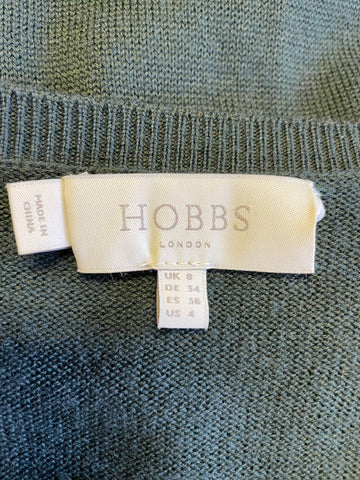 HOBBS
LONDON
MADE IN
CHINA
UK 8
DE 34
ES 36
US 4